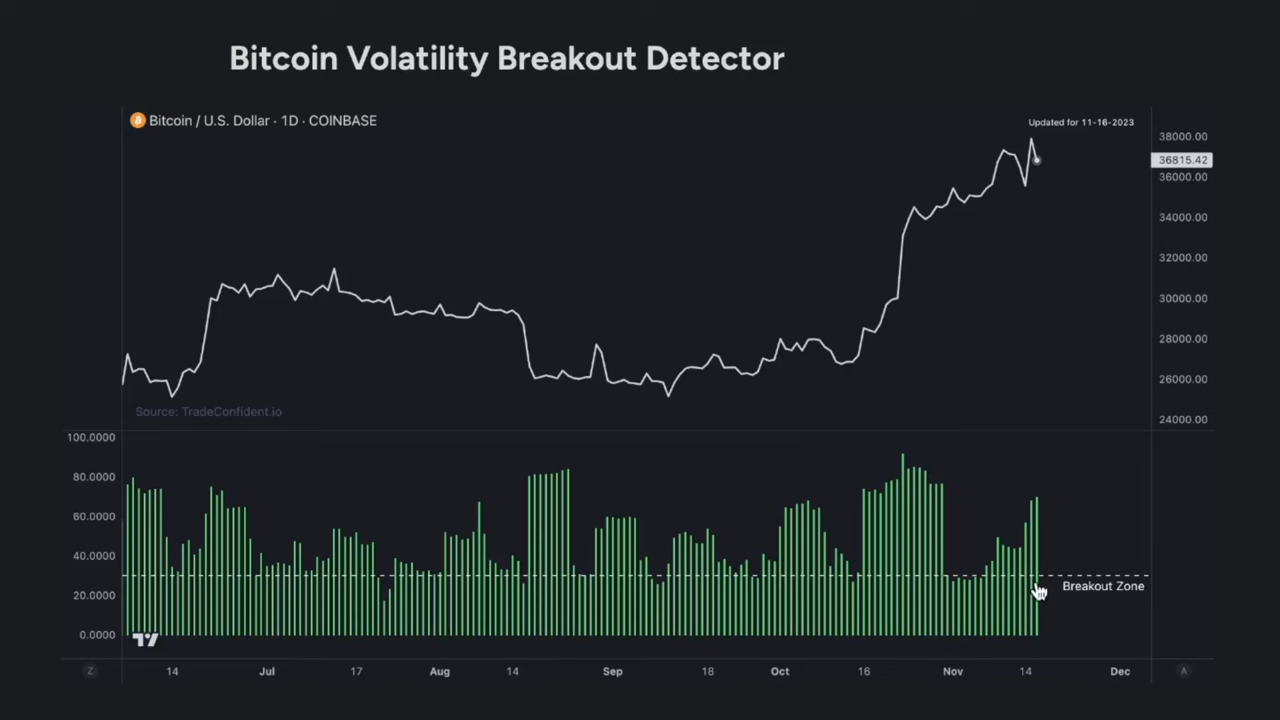 Bitcoin Volatility Breakout Detector
Bitcoin / U.S. Dollar · 1D · COINBASE
Updated for 11-16-2023
38000.00
36815.42
36000.00
34000.00
32000.00
30000.00
28000.00
26000.00
24000.00
Source: TradeConfident.io
100.0000
80.0000
60.0000
40.0000
20.0000
0.0000
Breakout Zone
Z 14 Jul 17 Aug 14 Sep 18 Oct 16 Nov 14 Dec A